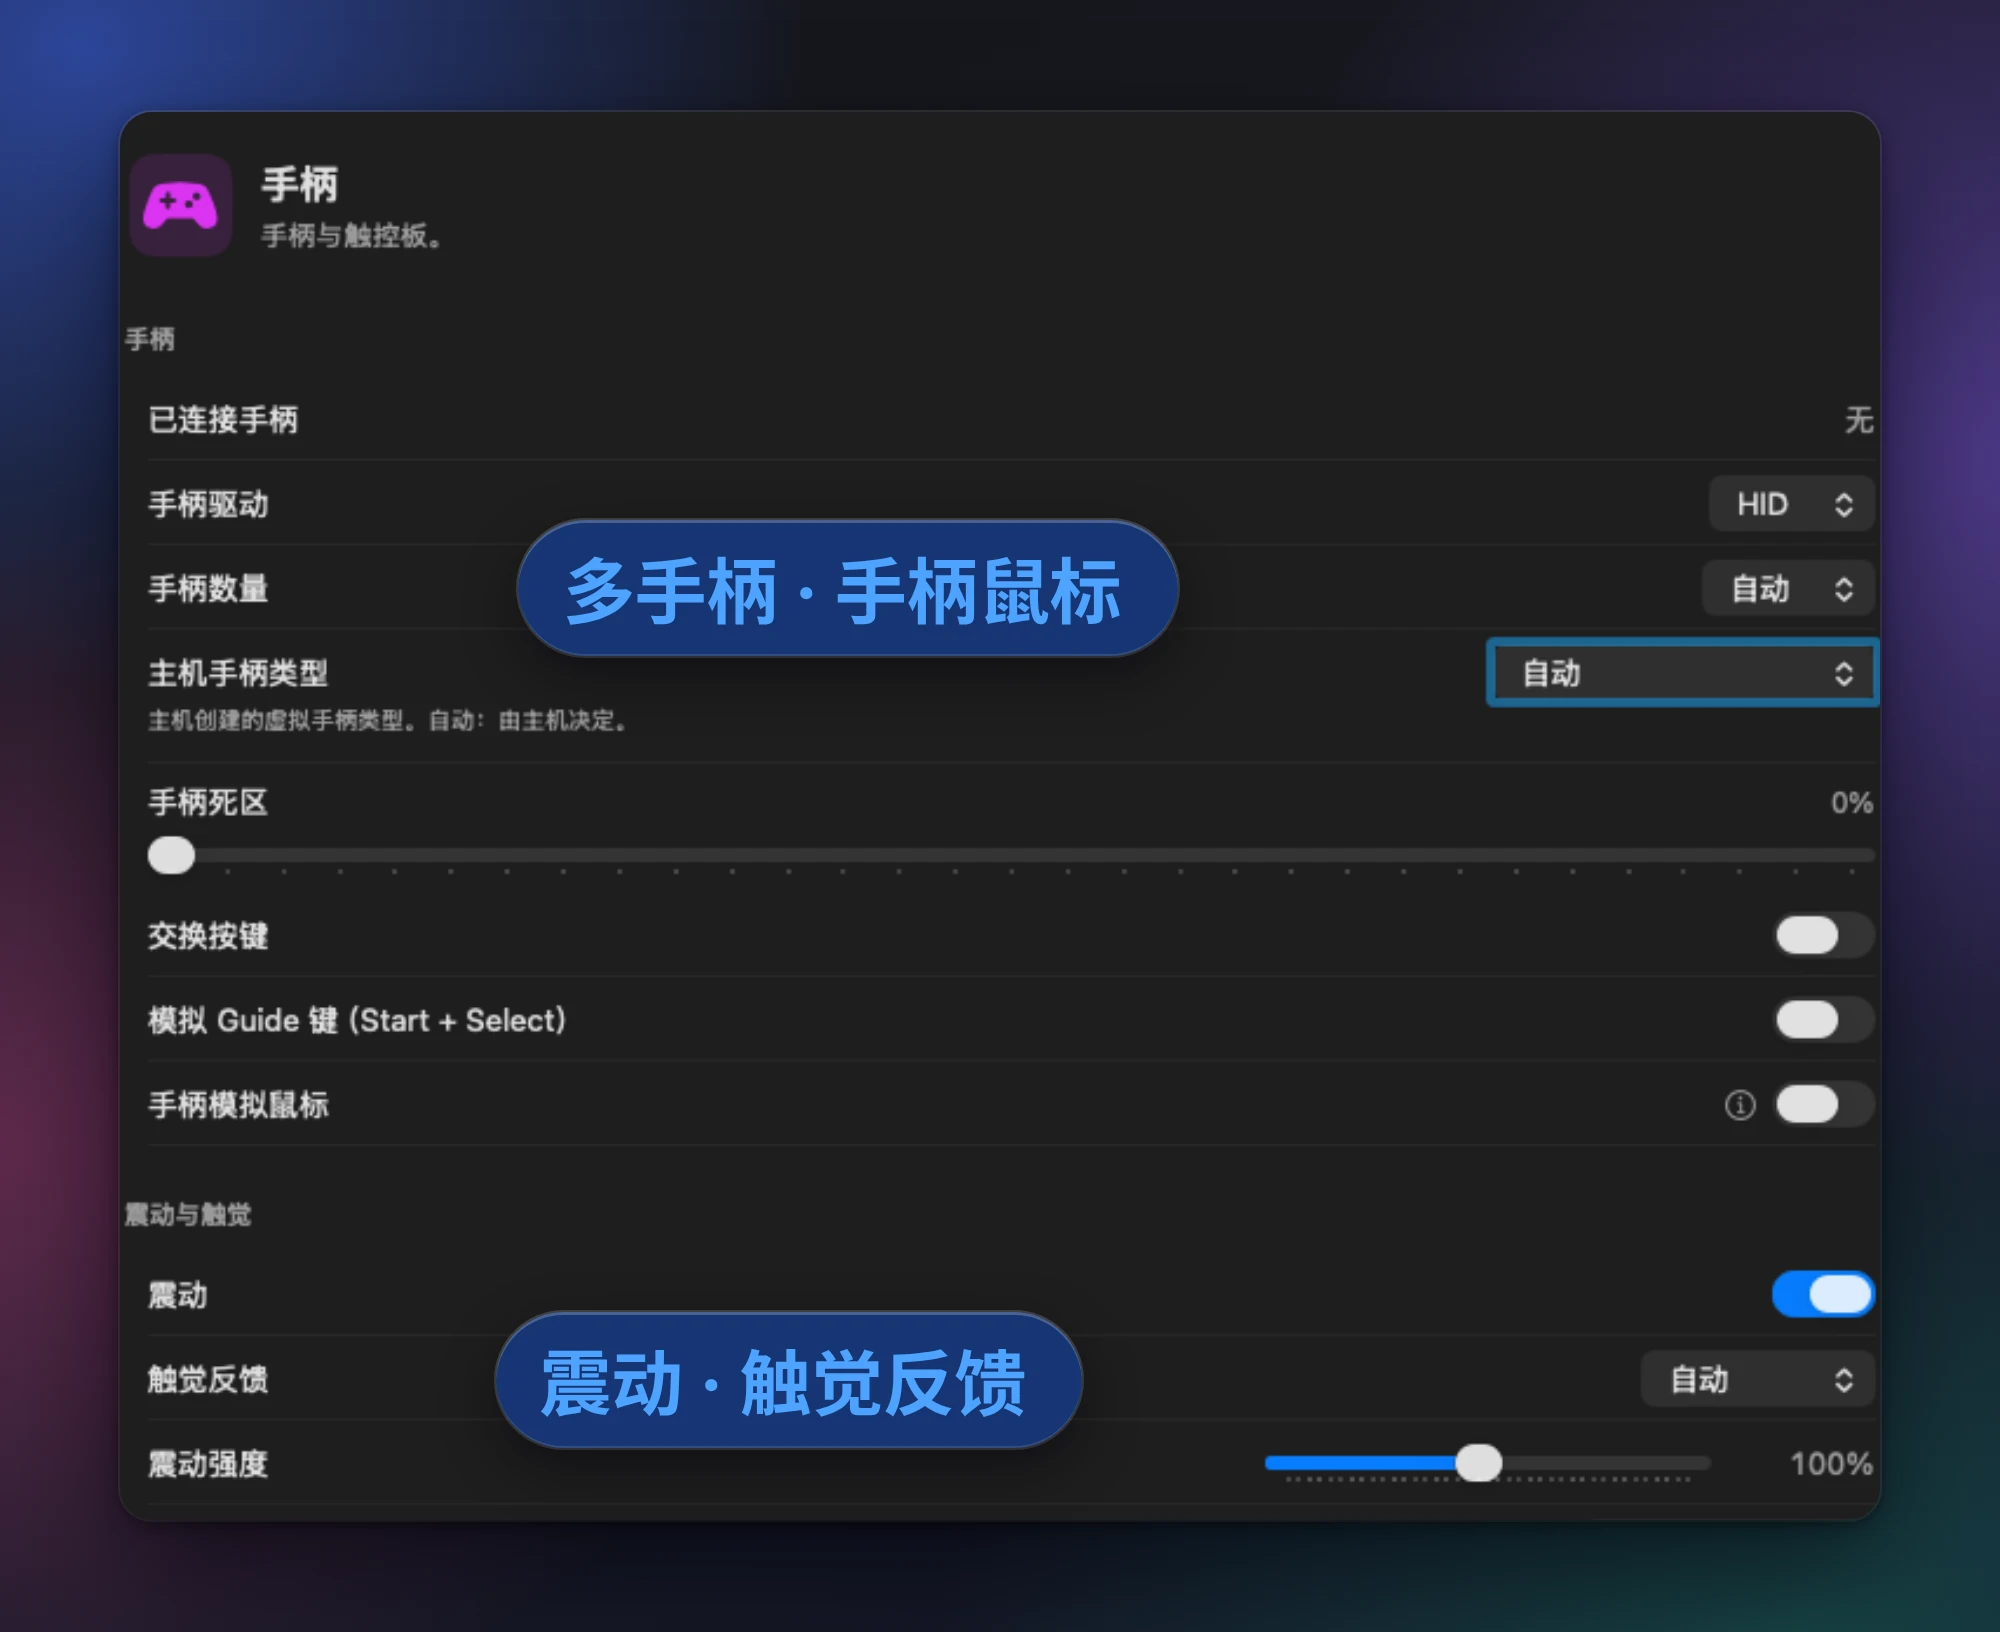 手柄
手柄与触控板。
手柄
已连接手柄
无
手柄驱动
HID
手柄数量
自动
多手柄 · 手柄鼠标
主机手柄类型
自动
主机创建的虚拟手柄类型。自动：由主机决定。
手柄死区
0%
交换按键
模拟 Guide 键 (Start + Select)
手柄模拟鼠标
震动与触觉
震动
触觉反馈
自动
震动 · 触觉反馈
震动强度
100%